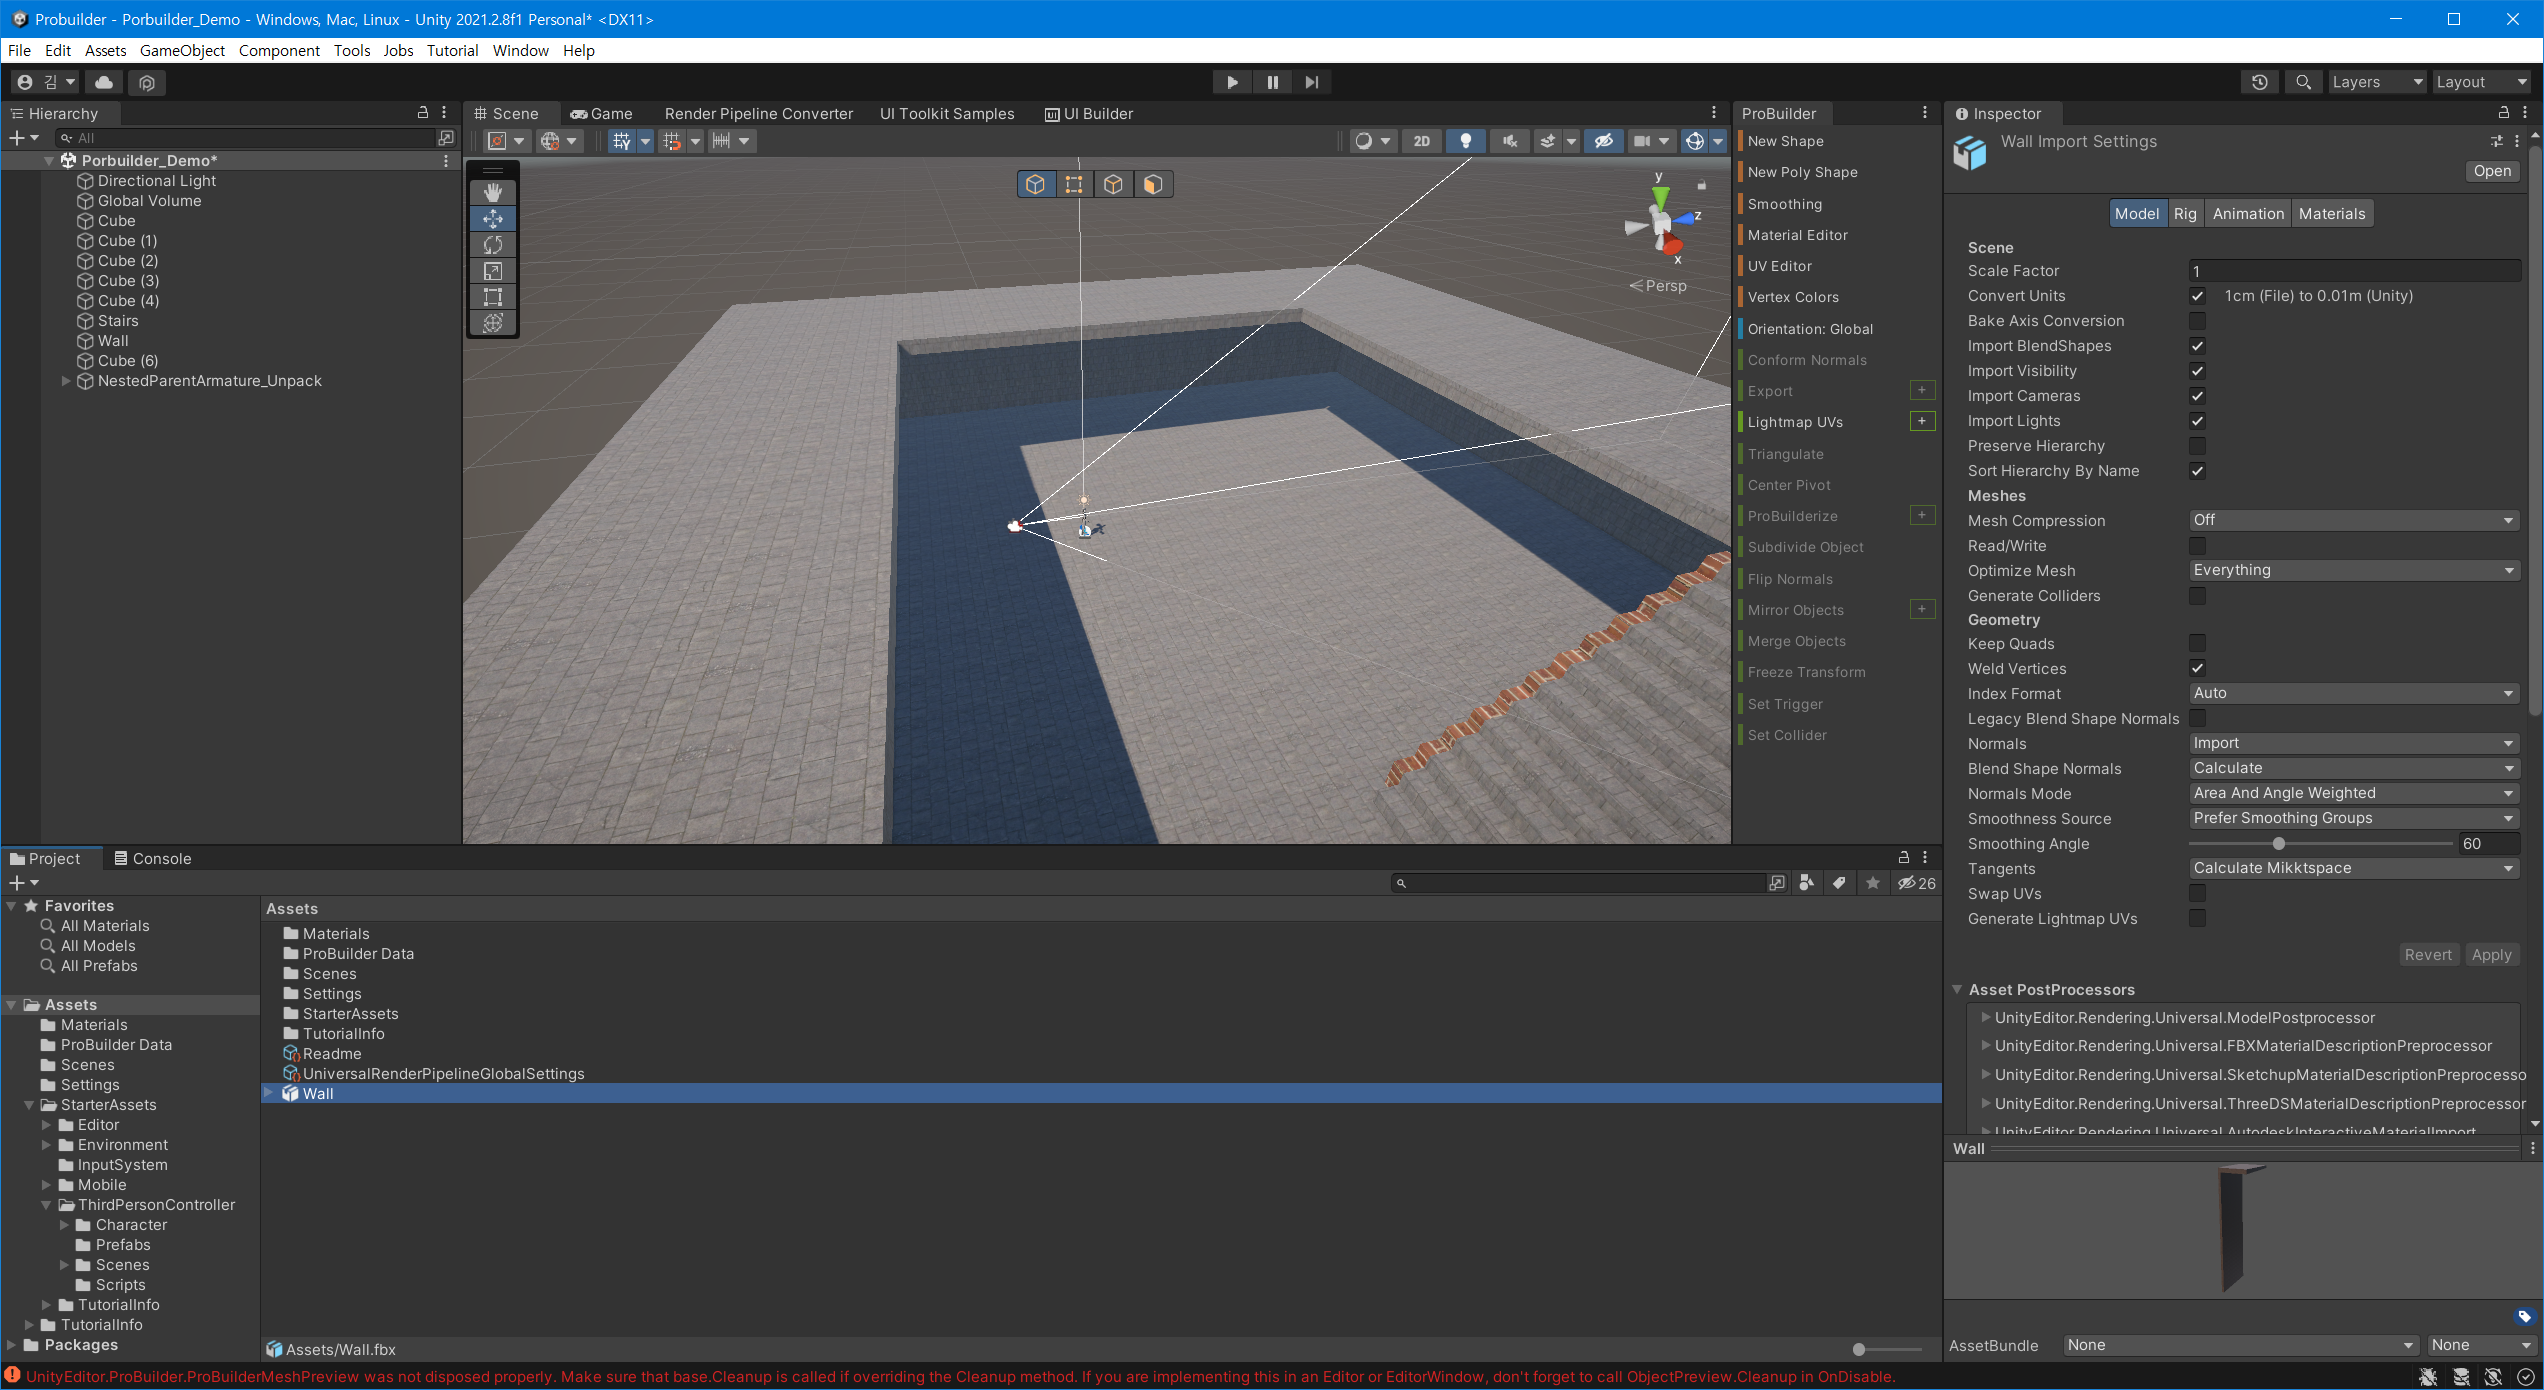 Probuilder - Porbuilder_Demo - Windows, Mac, Linux - Unity 2021.2.8f1 Personal* <DX11>
File Edit Assets GameObject Component Tools Jobs Tutorial Window Help
김
Layers
Layout
Hierarchy
All
Porbuilder_Demo*
Directional Light
Global Volume
Cube
Cube (1)
Cube (2)
Cube (3)
Cube (4)
Stairs
Wall
Cube (6)
NestedParentArmature_Unpack
Scene
Game
Render Pipeline Converter
UI Toolkit Samples
UI Builder
2D
y
z
x
Persp
ProBuilder
New Shape
New Poly Shape
Smoothing
Material Editor
UV Editor
Vertex Colors
Orientation: Global
Conform Normals
Export +
Lightmap UVs +
Triangulate
Center Pivot
ProBuilderize +
Subdivide Object
Flip Normals
Mirror Objects +
Merge Objects
Freeze Transform
Set Trigger
Set Collider
Inspector
Wall Import Settings
Open
Model Rig Animation Materials
Scene
Scale Factor 1
Convert Units 1cm (File) to 0.01m (Unity)
Bake Axis Conversion
Import BlendShapes
Import Visibility
Import Cameras
Import Lights
Preserve Hierarchy
Sort Hierarchy By Name
Meshes
Mesh Compression Off
Read/Write
Optimize Mesh Everything
Generate Colliders
Geometry
Keep Quads
Weld Vertices
Index Format Auto
Legacy Blend Shape Normals
Normals Import
Blend Shape Normals Calculate
Normals Mode Area And Angle Weighted
Smoothness Source Prefer Smoothing Groups
Smoothing Angle 60
Tangents Calculate Mikktspace
Swap UVs
Generate Lightmap UVs
Revert Apply
Asset PostProcessors
UnityEditor.Rendering.Universal.ModelPostprocessor
UnityEditor.Rendering.Universal.FBXMaterialDescriptionPreprocessor
UnityEditor.Rendering.Universal.SketchupMaterialDescriptionPreprocesso
UnityEditor.Rendering.Universal.ThreeDSMaterialDescriptionPreprocessor
UnityEditor.Rendering.Universal.AutodeskInteractiveMaterialImport
Wall
AssetBundle None None
Project
Console
26
Favorites
All Materials
All Models
All Prefabs
Assets
Materials
ProBuilder Data
Scenes
Settings
StarterAssets
Editor
Environment
InputSystem
Mobile
ThirdPersonController
Character
Prefabs
Scenes
Scripts
TutorialInfo
TutorialInfo
Packages
Assets
Materials
ProBuilder Data
Scenes
Settings
StarterAssets
TutorialInfo
Readme
UniversalRenderPipelineGlobalSettings
Wall
Assets/Wall.fbx
UnityEditor.ProBuilder.ProBuilderMeshPreview was not disposed properly. Make sure that base.Cleanup is called if overriding the Cleanup method. If you are implementing this in an Editor or EditorWindow, don't forget to call ObjectPreview.Cleanup in OnDisable.